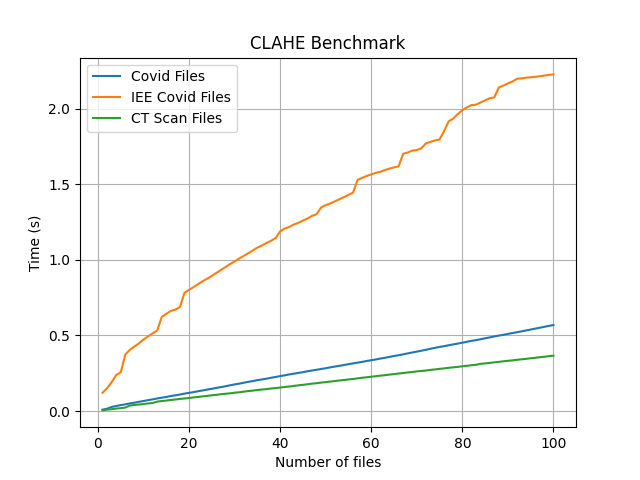 CLAHE Benchmark
Covid Files
IEE Covid Files
CT Scan Files
Time (s)
2.0
1.5
1.0
0.5
0.0
0 20 40 60 80 100
Number of files